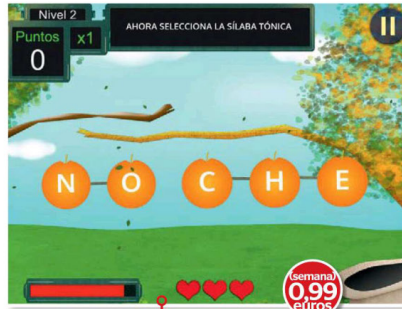 Nivel 2
Puntos x1
0
AHORA SELECCIONA LA SÍLABA TÓNICA
N O C H E
(semana)
0,99
euros